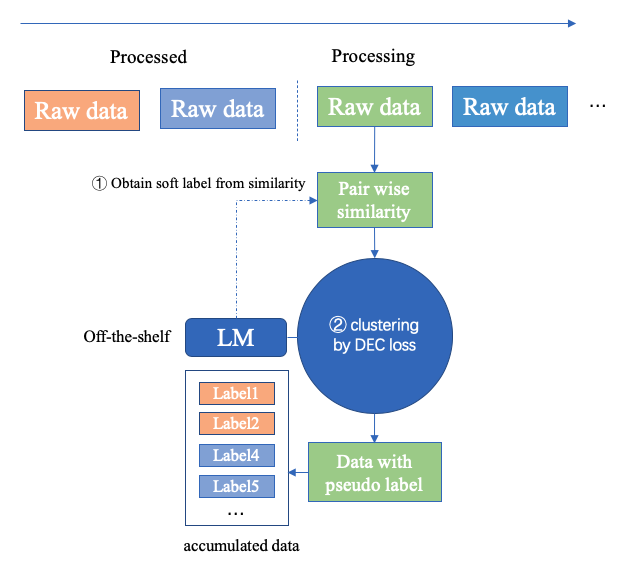 Processed
Processing
Raw data
Raw data
Raw data
Raw data
...
① Obtain soft label from similarity
Pair wise
similarity
② clustering
by DEC loss
Off-the-shelf
LM
Label1
Label2
Label4
Label5
...
Data with
pseudo label
accumulated data